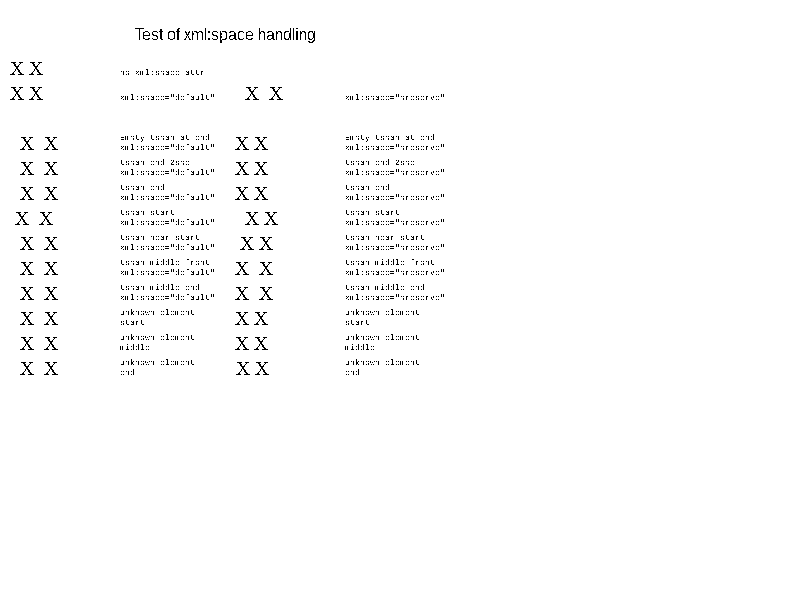 Test of xml:space handling
X X no xml:space attr
X X xml:space="default" X X xml:space="preserve"
X X Empty tspan at end xml:space="default" X X Empty tspan at end xml:space="preserve"
X X tspan end 2spc xml:space="default" X X tspan end 2spc xml:space="preserve"
X X tspan end xml:space="default" X X tspan end xml:space="preserve"
X X tspan start xml:space="default" X X tspan start xml:space="preserve"
X X tspan near start xml:space="default" X X tspan near start xml:space="preserve"
X X tspan middle frnt xml:space="default" X X tspan middle frnt xml:space="preserve"
X X tspan middle end xml:space="default" X X tspan middle end xml:space="preserve"
X X unknown element start X X unknown element start
X X unknown element middle X X unknown element middle
X X unknown element end X X unknown element end